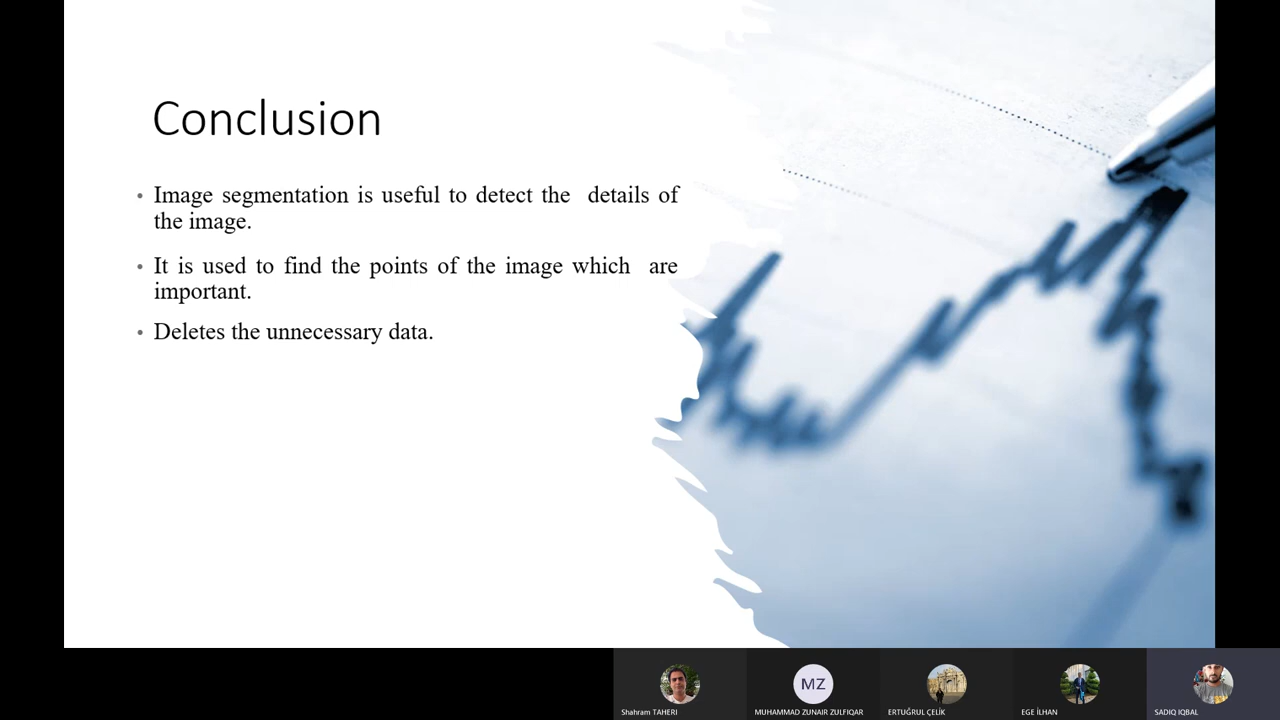 Conclusion
• Image segmentation is useful to detect the details of
the image.
• It is used to find the points of the image which are
important.
• Deletes the unnecessary data.
MZ
Shahram TAHERI
MUHAMMAD ZUNAIR ZULFIQAR
ERTUĞRUL ÇELİK
EGE İLHAN
SADIQ IQBAL